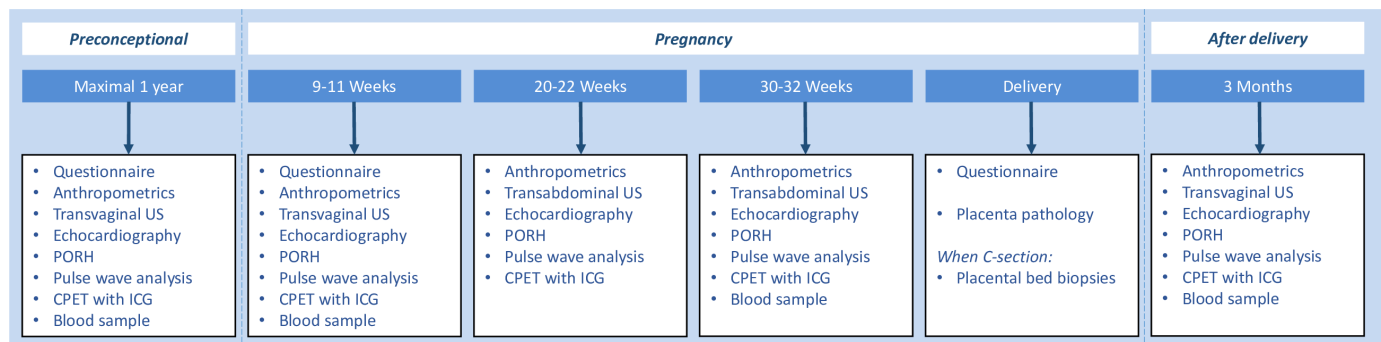 Preconceptional
Pregnancy
After delivery
Maximal 1 year
9-11 Weeks
20-22 Weeks
30-32 Weeks
Delivery
3 Months
• Questionnaire
• Anthropometrics
• Transvaginal US
• Echocardiography
• PORH
• Pulse wave analysis
• CPET with ICG
• Blood sample
• Questionnaire
• Anthropometrics
• Transvaginal US
• Echocardiography
• PORH
• Pulse wave analysis
• CPET with ICG
• Blood sample
• Anthropometrics
• Transabdominal US
• Echocardiography
• PORH
• Pulse wave analysis
• CPET with ICG
• Anthropometrics
• Transabdominal US
• Echocardiography
• PORH
• Pulse wave analysis
• CPET with ICG
• Blood sample
• Questionnaire
• Placenta pathology
When C-section:
• Placental bed biopsies
• Anthropometrics
• Transvaginal US
• Echocardiography
• PORH
• Pulse wave analysis
• CPET with ICG
• Blood sample